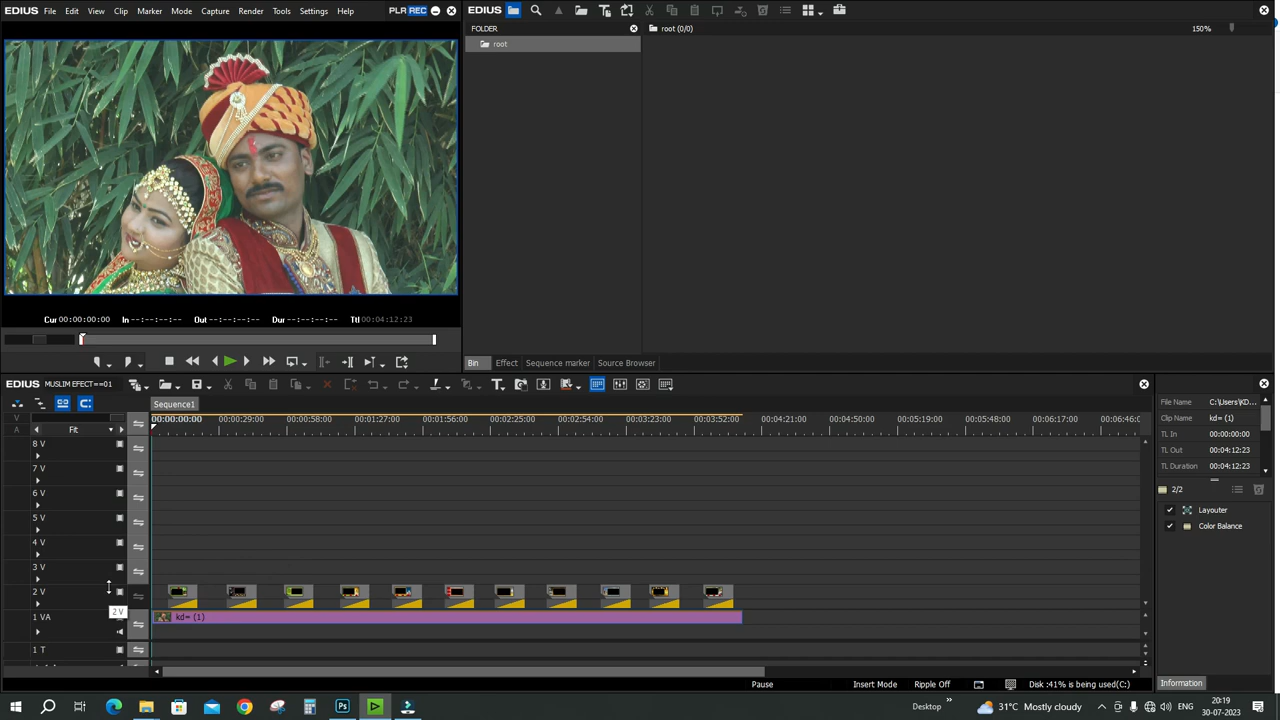 EDIUS File Edit View Clip Marker Mode Capture Render Tools Settings Help PLR REC
EDIUS
FOLDER
root (0/0)
150%
root
Cur 00:00:00:00 In --:--:--:-- Out --:--:--:-- Dur --:--:--:-- Ttl 00:04:12:23
Bin Effect Sequence marker Source Browser
EDIUS MUSLIM EFFECT==01
Sequence1
V
A
Fit
00:00:00:00 00:00:29:00 00:00:58:00 00:01:27:00 00:01:56:00 00:02:25:00 00:02:54:00 00:03:23:00 00:03:52:00 00:04:21:00 00:04:50:00 00:05:19:00 00:05:48:00 00:06:17:00 00:06:46:0
8 V
7 V
6 V
5 V
4 V
3 V
2 V
2 V
1 VA
kd= (1)
1 T
File Name C:\Users\KD...
Clip Name kd= (1)
TL In 00:00:00:00
TL Out 00:04:12:23
TL Duration 00:04:12:23
2/2
Layouter
Color Balance
Information
Pause Insert Mode Ripple Off Disk :41% is being used(C:)
Desktop
31°C Mostly cloudy
20:19
30-07-2023